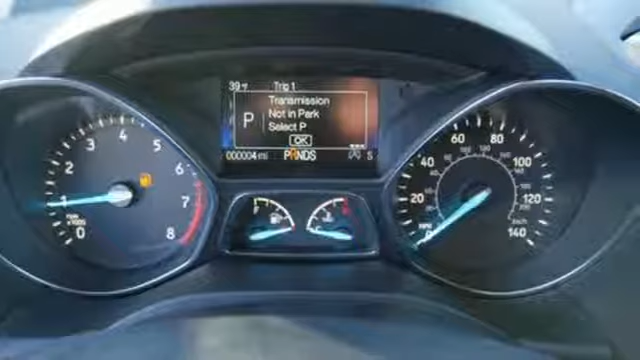 39°F Trip 1
Transmission
P Not in Park
Select P
OK
000004 mi PRNDS S
0 1 2 3 4 5 6 7 8
x1000
E F
C H
MPH 0 20 40 60 80 100 120 140
km/h